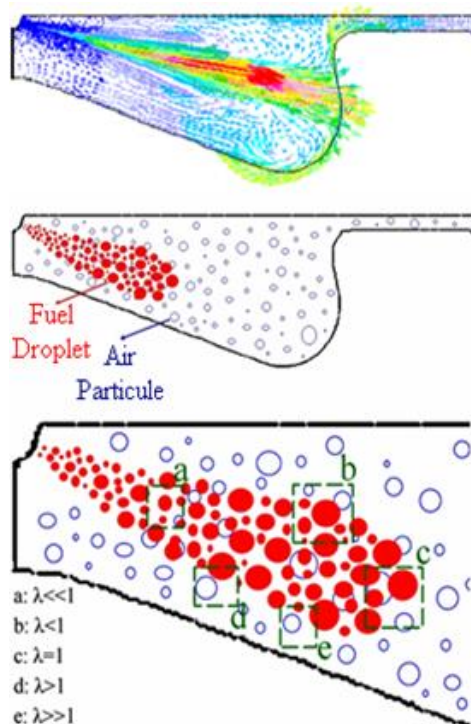 Fuel
Droplet
Air
Particule
a
b
c
d
e
a: λ<<1
b: λ<1
c: λ=1
d: λ>1
e: λ>>1